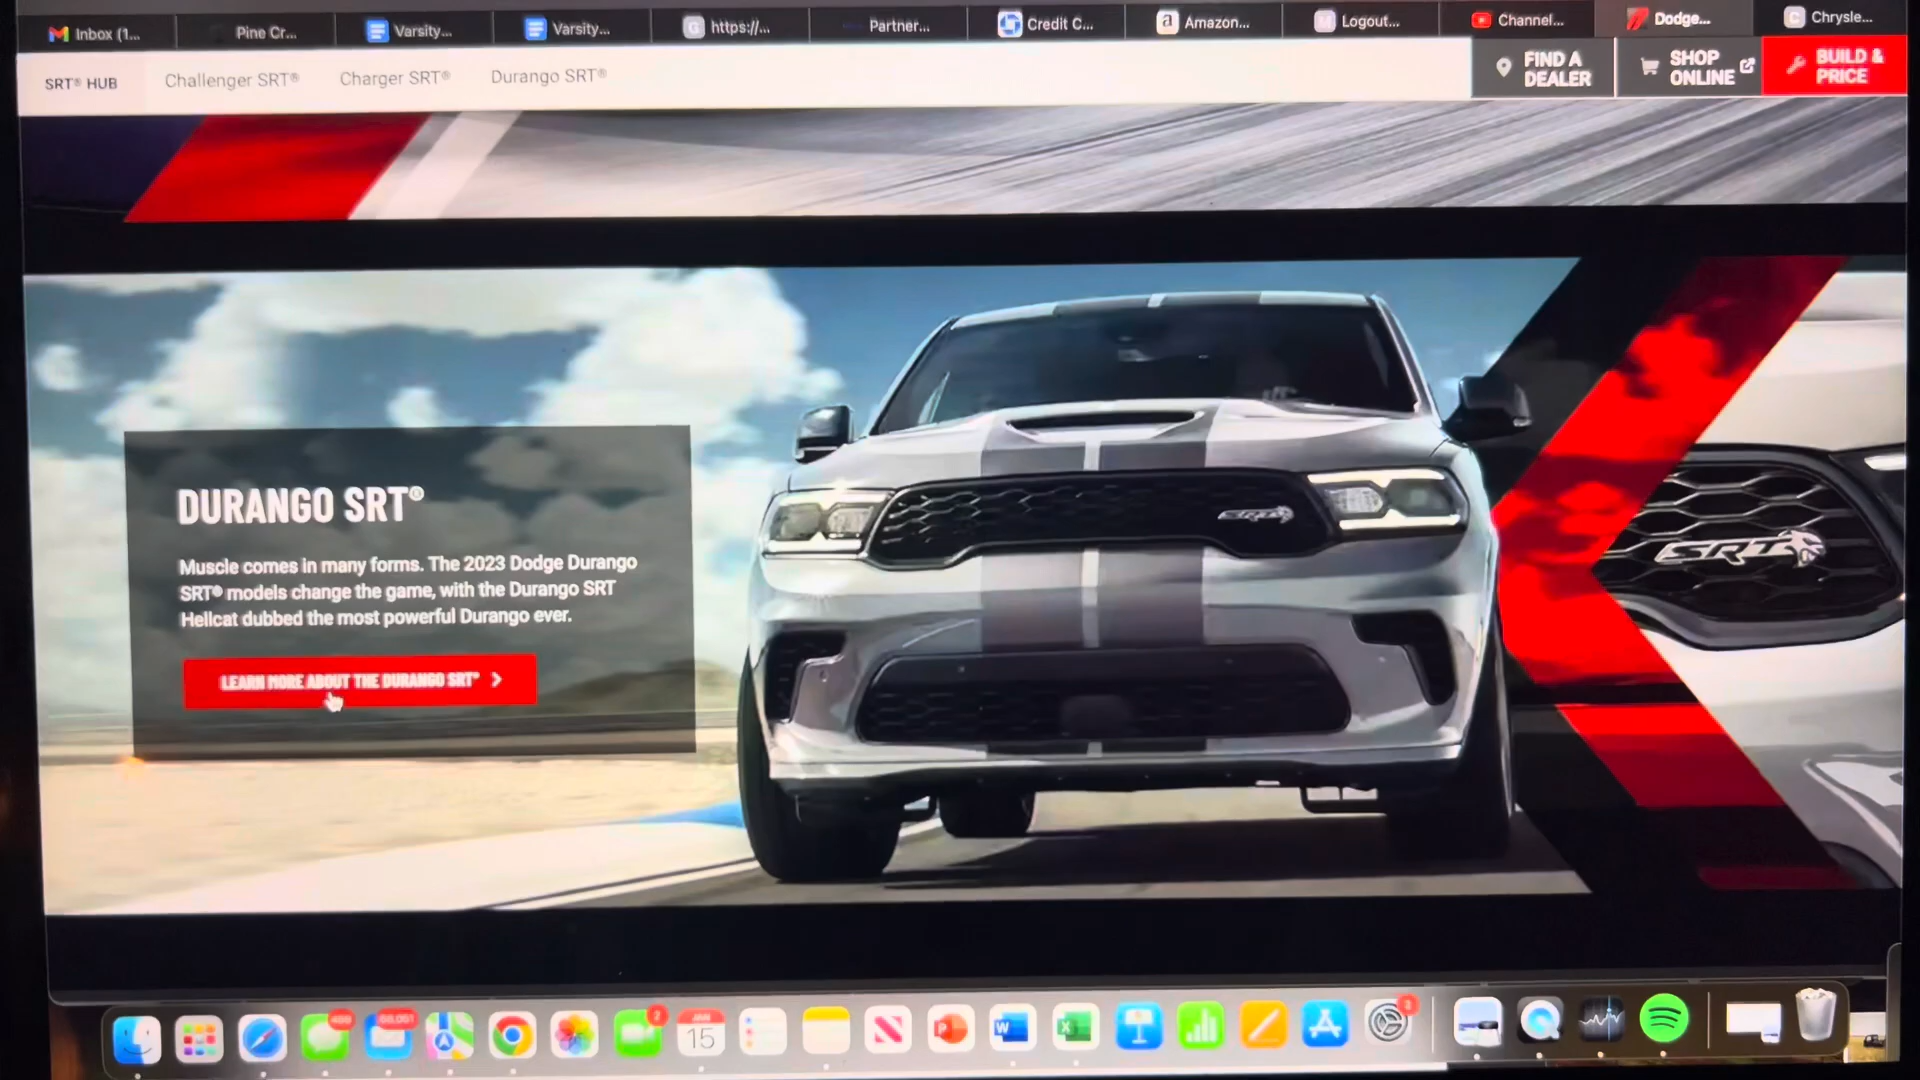 Inbox (1...
Pine Cr...
Varsity...
Varsity...
https://...
Partner...
Credit C...
Amazon...
Logout...
Channel...
Dodge...
Chrysle...
SRT® HUB
Challenger SRT®
Charger SRT®
Durango SRT®
FIND A
DEALER
SHOP
ONLINE
BUILD &
PRICE
DURANGO SRT®
Muscle comes in many forms. The 2023 Dodge Durango
SRT® models change the game, with the Durango SRT
Hellcat dubbed the most powerful Durango ever.
LEARN MORE ABOUT THE DURANGO SRT®
SRT
SRT
2
JAN
15